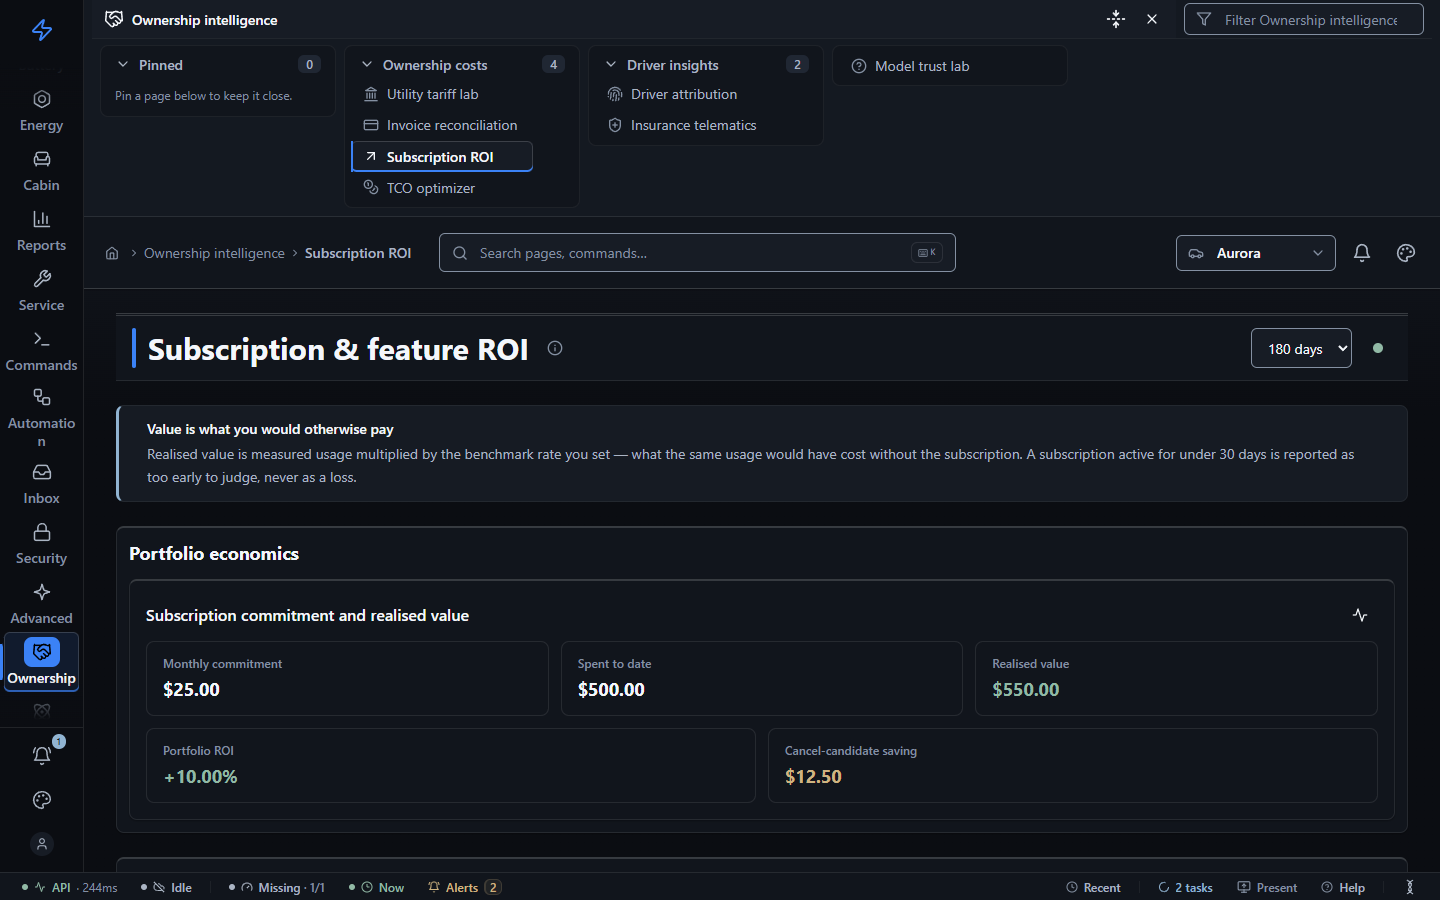 Ownership intelligence
Filter Ownership intelligence
Pinned 0
Pin a page below to keep it close.
Ownership costs 4
Utility tariff lab
Invoice reconciliation
Subscription ROI
TCO optimizer
Driver insights 2
Driver attribution
Insurance telematics
Model trust lab
Energy
Cabin
Reports
Service
Commands
Automatio
n
Inbox
Security
Advanced
Ownership
1
Ownership intelligence > Subscription ROI
Search pages, commands... K
Aurora
Subscription & feature ROI
180 days
Value is what you would otherwise pay
Realised value is measured usage multiplied by the benchmark rate you set — what the same usage would have cost without the subscription. A subscription active for under 30 days is reported as
too early to judge, never as a loss.
Portfolio economics
Subscription commitment and realised value
Monthly commitment
$25.00
Spent to date
$500.00
Realised value
$550.00
Portfolio ROI
+10.00%
Cancel-candidate saving
$12.50
API · 244ms
Idle
Missing · 1/1
Now
Alerts 2
Recent
2 tasks
Present
Help